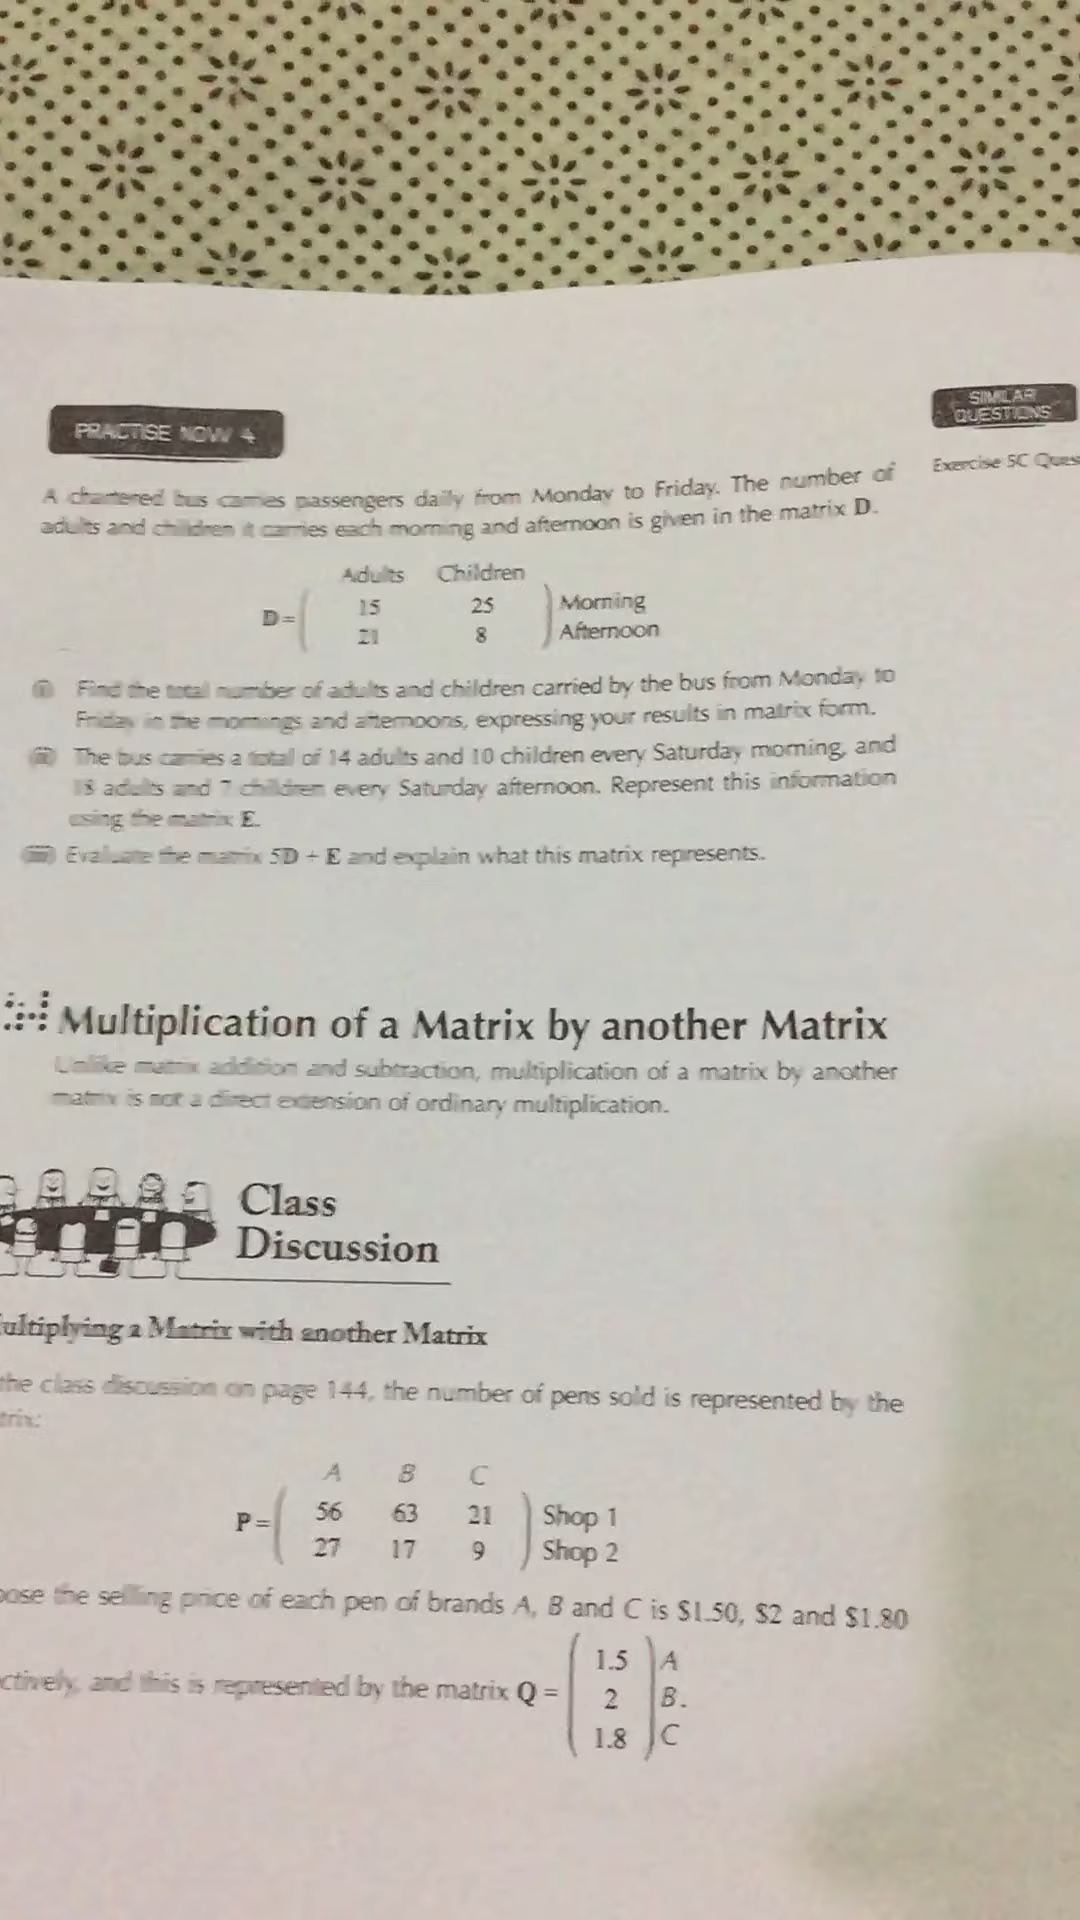 PRACTISE NOW 4
SIMILAR
QUESTIONS
Exercise 5C Ques
A chartered bus carries passengers daily from Monday to Friday. The number of
adults and children it carries each morning and afternoon is given in the matrix D.
Adults Children
D = ( 15 25 ) Morning
21 8 Afternoon
(i) Find the total number of adults and children carried by the bus from Monday to
Friday in the mornings and afternoons, expressing your results in matrix form.
(ii) The bus carries a total of 14 adults and 10 children every Saturday morning, and
18 adults and 7 children every Saturday afternoon. Represent this information
using the matrix E.
(iii) Evaluate the matrix 5D + E and explain what this matrix represents.
Multiplication of a Matrix by another Matrix
Unlike matrix addition and subtraction, multiplication of a matrix by another
matrix is not a direct extension of ordinary multiplication.
Class
Discussion
ultiplying a Matrix with another Matrix
the class discussion on page 144, the number of pens sold is represented by the
trix:
A B C
P = ( 56 63 21 ) Shop 1
27 17 9 Shop 2
pose the selling price of each pen of brands A, B and C is $1.50, $2 and $1.80
1.5 A
ctively, and this is represented by the matrix Q = ( 2 ) B.
1.8 C